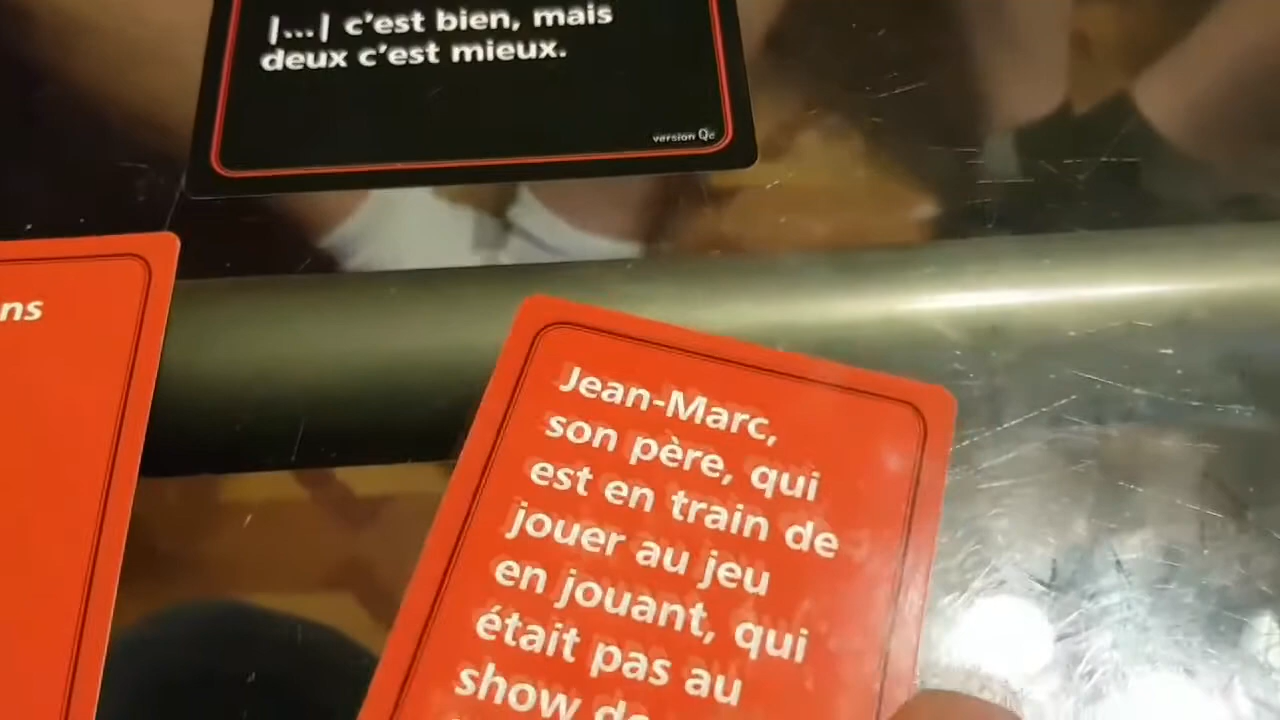 |...| c'est bien, mais
deux c'est mieux.
version Qc
ns
Jean-Marc,
son père, qui
est en train de
jouer au jeu
en jouant, qui
était pas au
show de